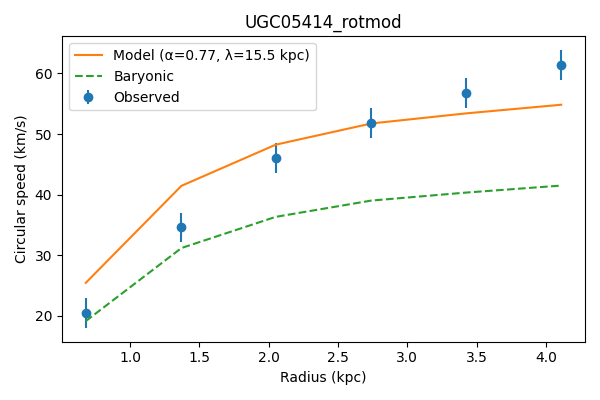 UGC05414_rotmod
Model (α=0.77, λ=15.5 kpc)
Baryonic
Observed
Circular speed (km/s)
60
50
40
30
20
1.0 1.5 2.0 2.5 3.0 3.5 4.0
Radius (kpc)